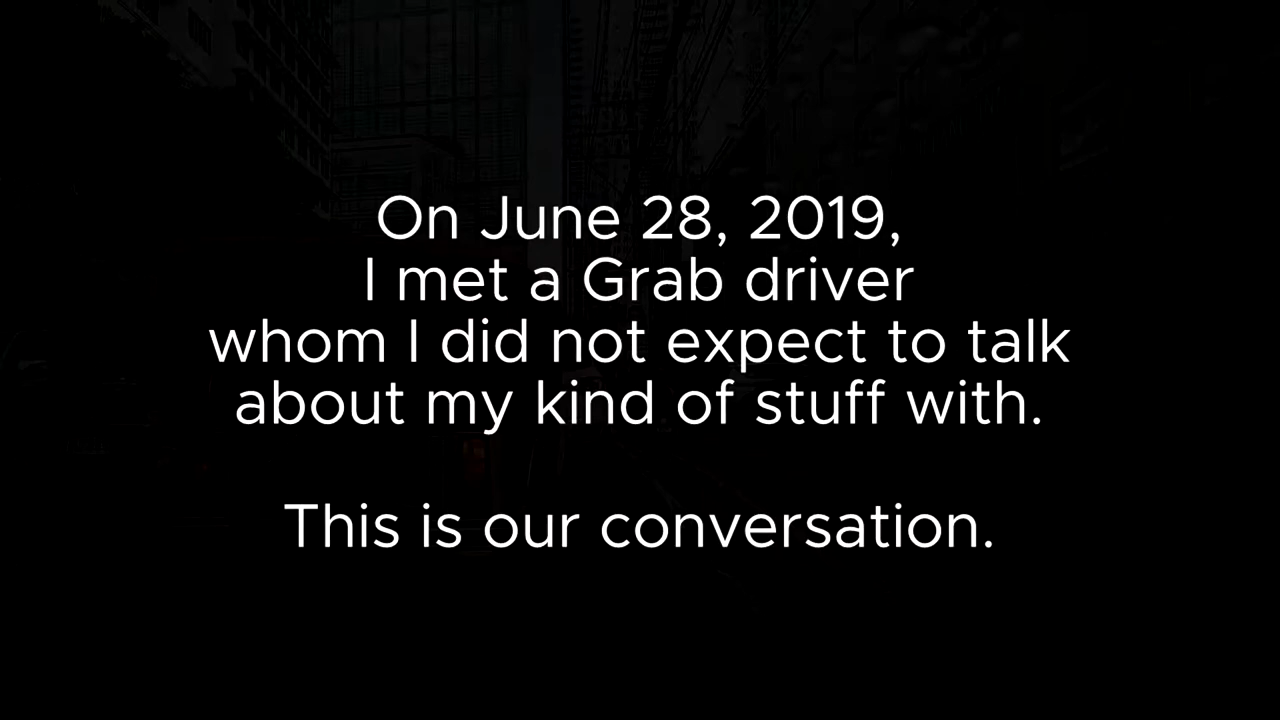 On June 28, 2019,
I met a Grab driver
whom I did not expect to talk
about my kind of stuff with.
This is our conversation.